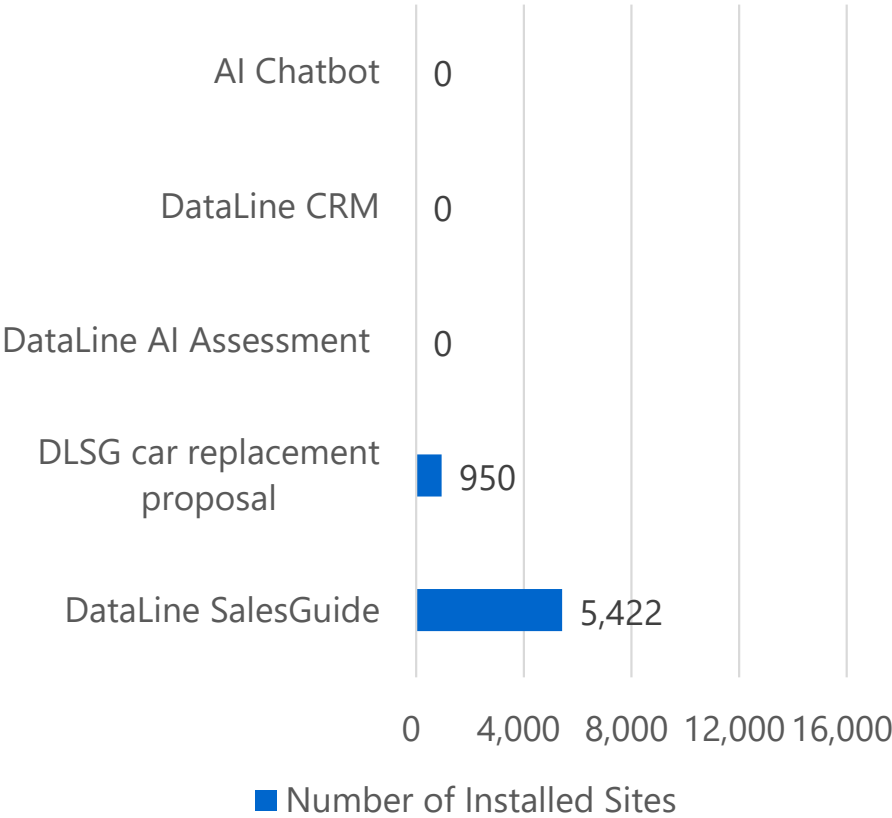 AI Chatbot
0
DataLine CRM
0
DataLine AI Assessment
0
DLSG car replacement
proposal
950
DataLine SalesGuide
5,422
0 4,000 8,000 12,000 16,000
Number of Installed Sites